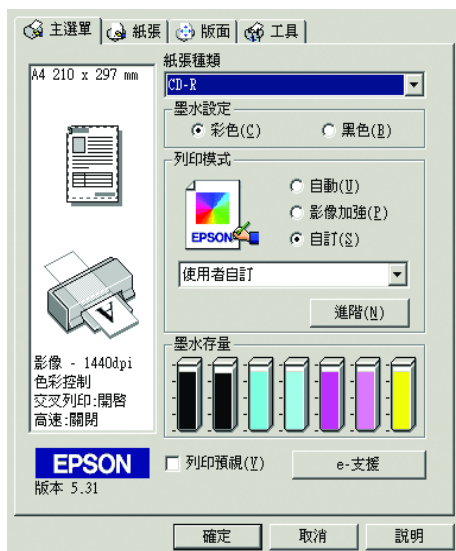 主選單 紙張 版面 工具
A4 210 x 297 mm
紙張種類
CD-R
墨水設定
彩色(C) 黑色(B)
列印模式
EPSON
自動(U)
影像加強(P)
自訂(S)
使用者自訂
進階(N)
影像 - 1440dpi
色彩控制
交叉列印:開啓
高速:關閉
墨水存量
EPSON
版本 5.31
列印預視(V)
e-支援
確定 取消 說明